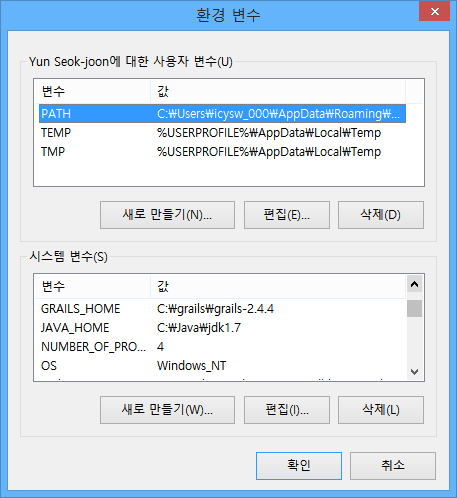 환경 변수
Yun Seok-joon에 대한 사용자 변수(U)
변수 값
PATH C:₩Users₩icysw_000₩AppData₩Roaming₩...
TEMP %USERPROFILE%₩AppData₩Local₩Temp
TMP %USERPROFILE%₩AppData₩Local₩Temp
새로 만들기(N)... 편집(E)... 삭제(D)
시스템 변수(S)
변수 값
GRAILS_HOME C:₩grails₩grails-2.4.4
JAVA_HOME C:₩Java₩jdk1.7
NUMBER_OF_PRO... 4
OS Windows_NT
새로 만들기(W)... 편집(I)... 삭제(L)
확인 취소